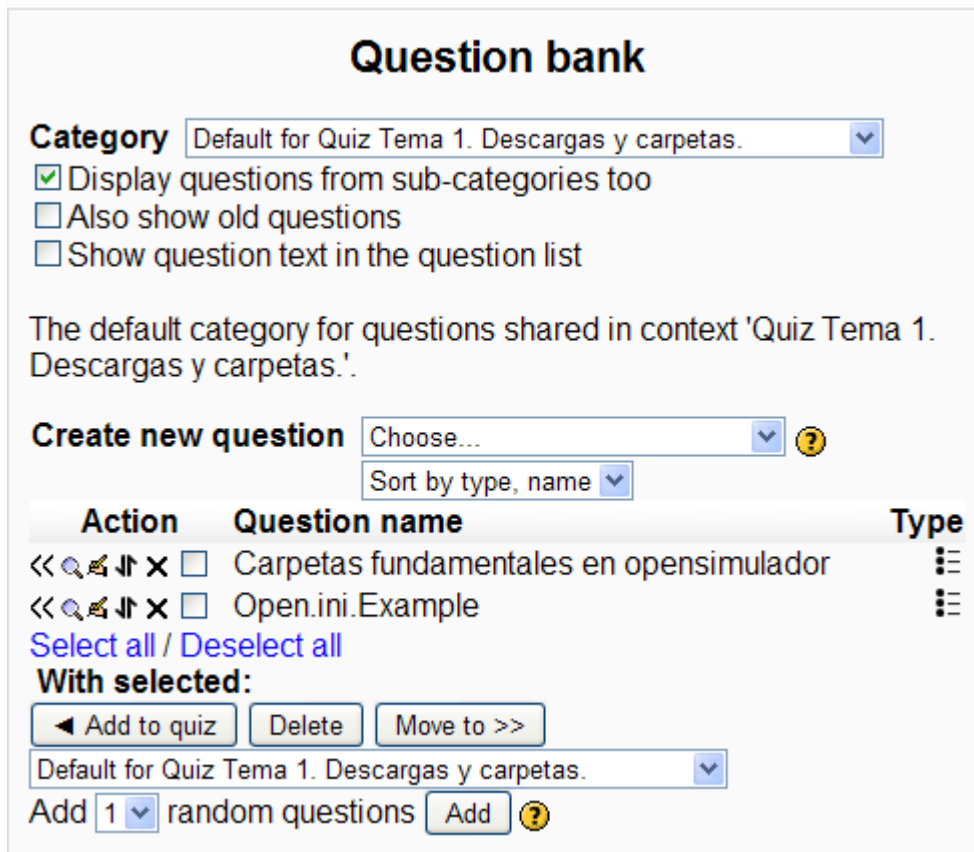 Question bank
Category Default for Quiz Tema 1. Descargas y carpetas.
Display questions from sub-categories too
Also show old questions
Show question text in the question list
The default category for questions shared in context 'Quiz Tema 1.
Descargas y carpetas.'.
Create new question Choose... ?
Sort by type, name
Action Question name Type
Carpetas fundamentales en opensimulador
Open.ini.Example
Select all / Deselect all
With selected:
◄ Add to quiz Delete Move to >>
Default for Quiz Tema 1. Descargas y carpetas.
Add 1 random questions Add ?